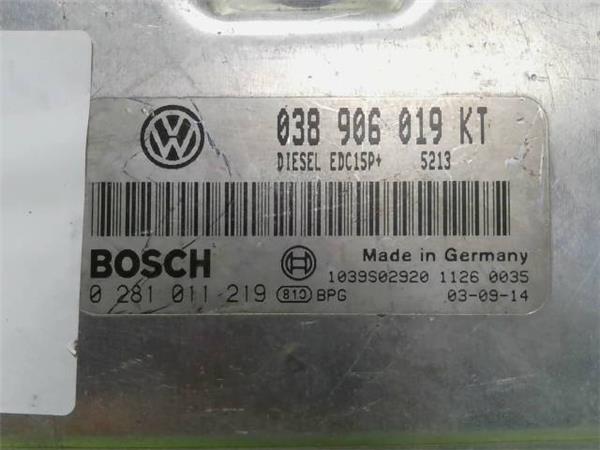 038 906 019 KT
DIESEL EDC15P+ 5213
BOSCH
Made in Germany
1039S02920 1126 0035
0 281 011 219 810 BPG 03-09-14